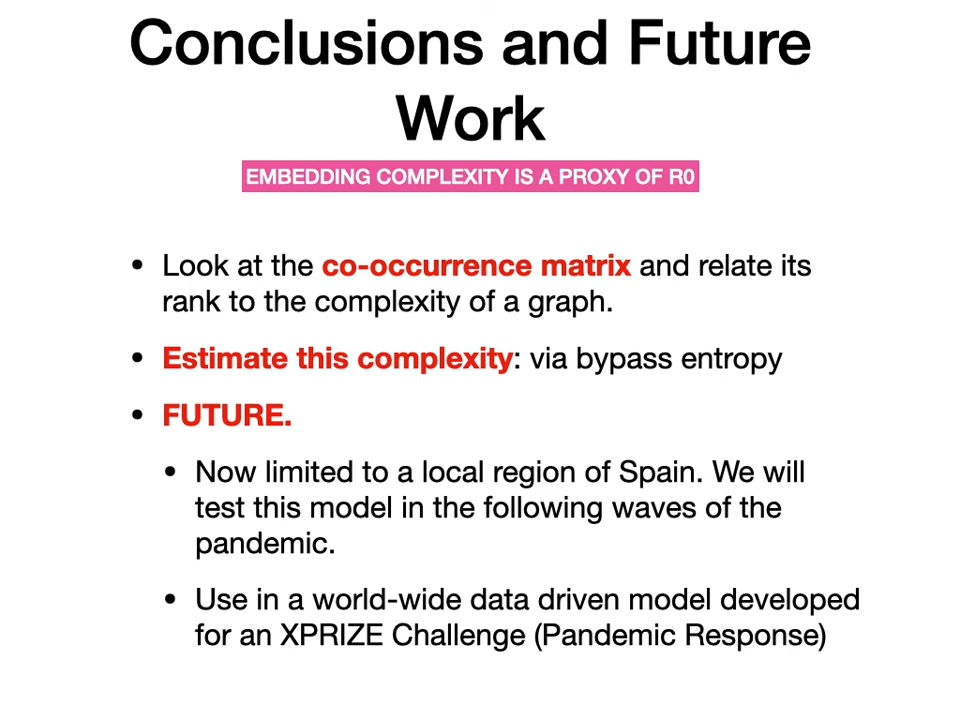 Conclusions and Future
Work
EMBEDDING COMPLEXITY IS A PROXY OF R0
• Look at the co-occurrence matrix and relate its
rank to the complexity of a graph.
• Estimate this complexity: via bypass entropy
• FUTURE.
• Now limited to a local region of Spain. We will
test this model in the following waves of the
pandemic.
• Use in a world-wide data driven model developed
for an XPRIZE Challenge (Pandemic Response)